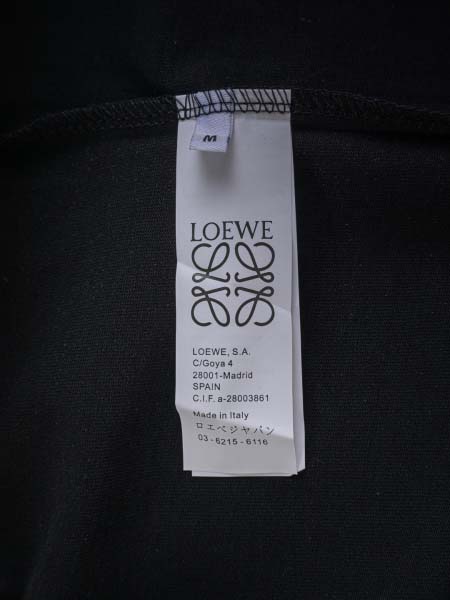 M
LOEWE
LOEWE, S.A.
C/Goya 4
28001-Madrid
SPAIN
C.I.F. a-28003861
Made in Italy
ロエベジャパン
03-6215-6116